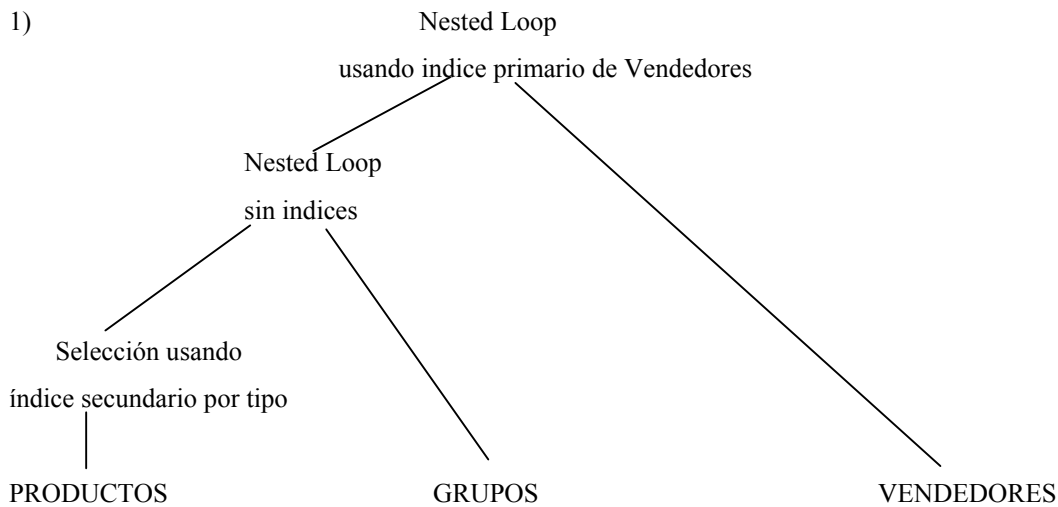 1)
Nested Loop
usando indice primario de Vendedores
Nested Loop
sin indices
Selección usando
índice secundario por tipo
PRODUCTOS
GRUPOS
VENDEDORES